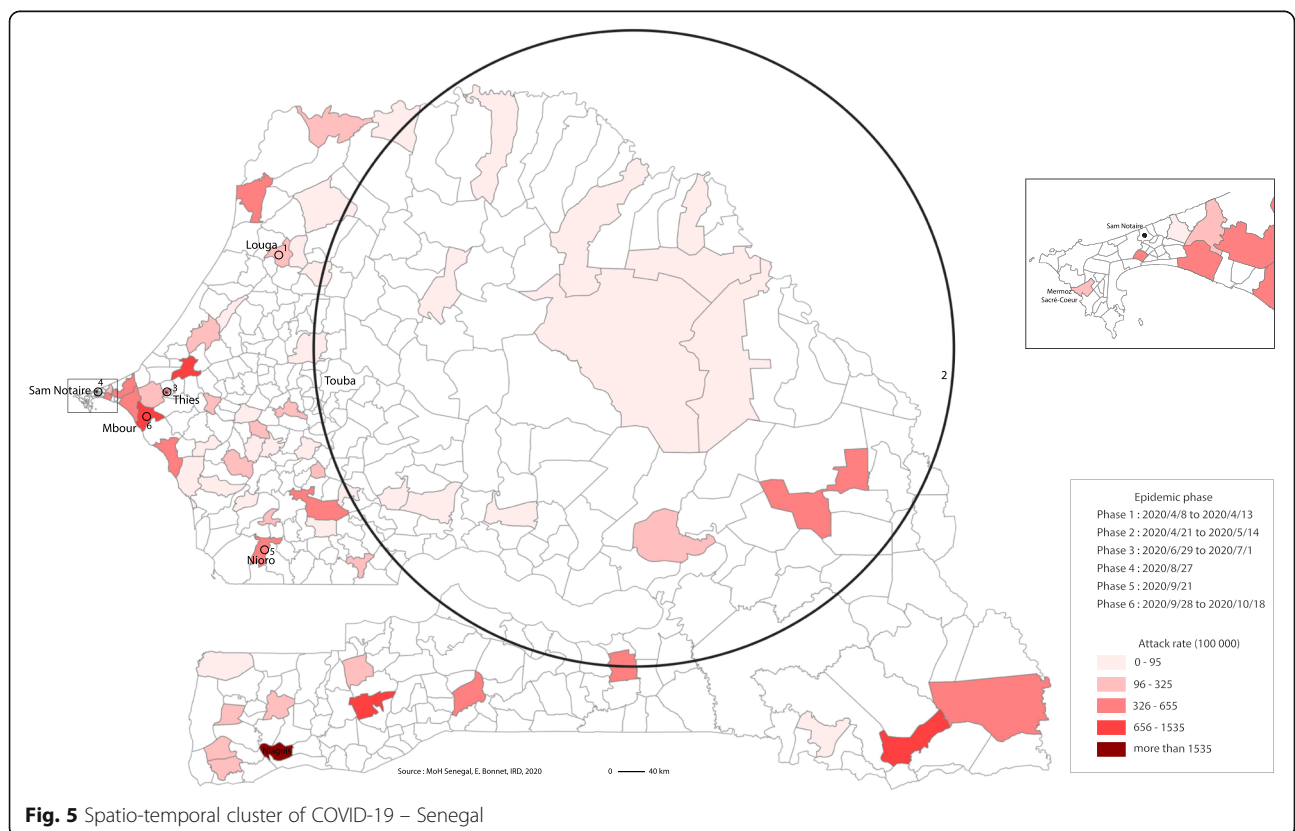 Louga
1
Sam Notaire
4
3
Thies
Mbour
6
Touba
2
5
Nioro
Sam Notaire
Mermoz
Sacré-Coeur
Epidemic phase
Phase 1 : 2020/4/8 to 2020/4/13
Phase 2 : 2020/4/21 to 2020/5/14
Phase 3 : 2020/6/29 to 2020/7/1
Phase 4 : 2020/8/27
Phase 5 : 2020/9/21
Phase 6 : 2020/9/28 to 2020/10/18
Attack rate (100 000)
0 - 95
96 - 325
326 - 655
656 - 1535
more than 1535
Source : MoH Senegal, E. Bonnet, IRD, 2020
0 40 km
Fig. 5 Spatio-temporal cluster of COVID-19 – Senegal